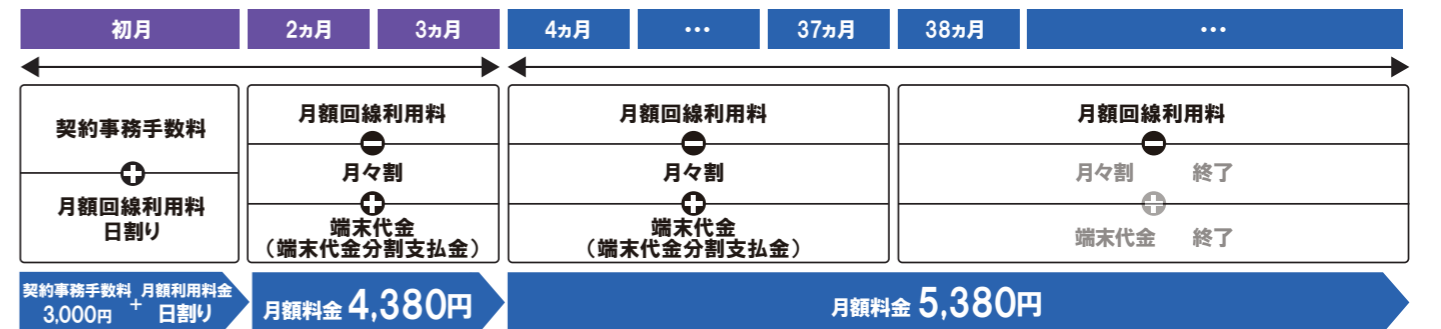 初月
2ヵ月
3ヵ月
4ヵ月
…
37ヵ月
38ヵ月
…
契約事務手数料
+
月額回線利用料
日割り
月額回線利用料
−
月々割
+
端末代金
（端末代金分割支払金）
月額回線利用料
−
月々割
+
端末代金
（端末代金分割支払金）
月額回線利用料
−
月々割 終了
+
端末代金 終了
契約事務手数料 月額利用料金
3,000円 + 日割り
月額料金 4,380円
月額料金 5,380円